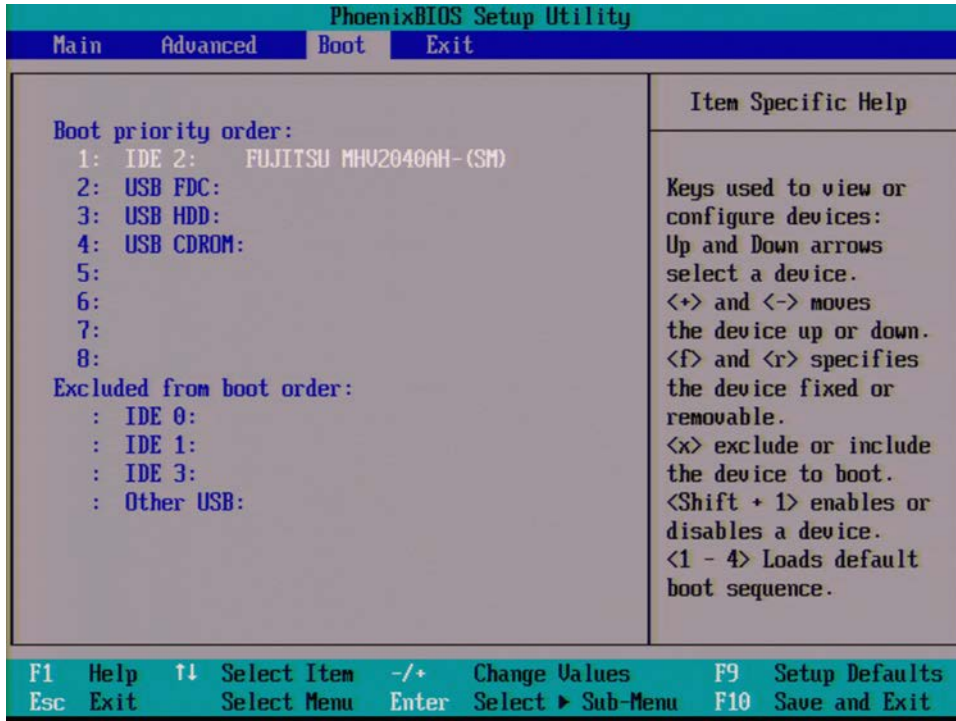 PhoenixBIOS Setup Utility
Main Advanced Boot Exit
Boot priority order:
1: IDE 2: FUJITSU MHV2040AH-(SM)
2: USB FDC:
3: USB HDD:
4: USB CDROM:
5:
6:
7:
8:
Excluded from boot order:
: IDE 0:
: IDE 1:
: IDE 3:
: Other USB:
Item Specific Help
Keys used to view or
configure devices:
Up and Down arrows
select a device.
<+> and <-> moves
the device up or down.
<f> and <r> specifies
the device fixed or
removable.
<x> exclude or include
the device to boot.
<Shift + 1> enables or
disables a device.
<1 - 4> Loads default
boot sequence.
F1 Help ↑↓ Select Item -/+ Change Values F9 Setup Defaults
Esc Exit Select Menu Enter Select ▶ Sub-Menu F10 Save and Exit